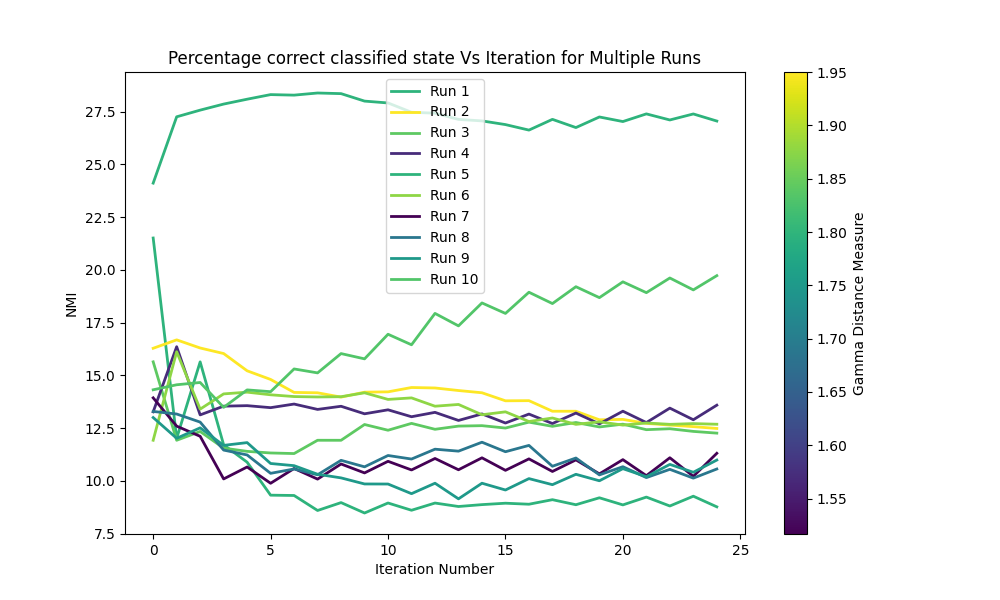 Percentage correct classified state Vs Iteration for Multiple Runs
NMI
27.5
25.0
22.5
20.0
17.5
15.0
12.5
10.0
7.5
0
5
10
15
20
25
Iteration Number
Run 1
Run 2
Run 3
Run 4
Run 5
Run 6
Run 7
Run 8
Run 9
Run 10
1.95
1.90
1.85
1.80
1.75
1.70
1.65
1.60
1.55
Gamma Distance Measure